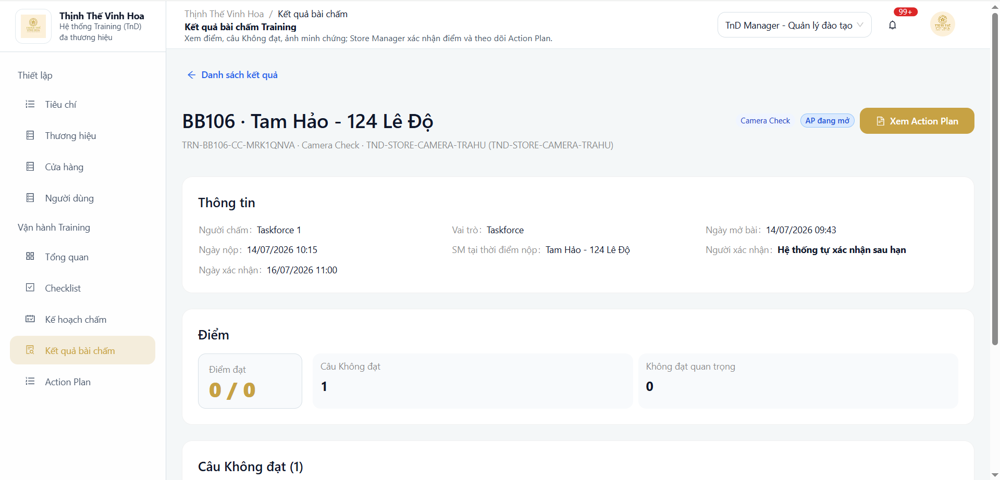 Thịnh Thế Vinh Hoa
Hệ thống Training (TnD)
đa thương hiệu
Thiết lập
Tiêu chí
Thương hiệu
Cửa hàng
Người dùng
Vận hành Training
Tổng quan
Checklist
Kế hoạch chấm
Kết quả bài chấm
Action Plan
Thịnh Thế Vinh Hoa / Kết quả bài chấm
Kết quả bài chấm Training
Xem điểm, câu Không đạt, ảnh minh chứng; Store Manager xác nhận điểm và theo dõi Action Plan.
TnD Manager - Quản lý đào tạo
99+
THỊNH THẾ
VINH HOA
Danh sách kết quả
BB106 · Tam Hảo - 124 Lê Độ
Camera Check
AP đang mở
Xem Action Plan
TRN-BB106-CC-MRK1QNVA · Camera Check · TND-STORE-CAMERA-TRAHU (TND-STORE-CAMERA-TRAHU)
Thông tin
Người chấm: Taskforce 1
Vai trò: Taskforce
Ngày mở bài: 14/07/2026 09:43
Ngày nộp: 14/07/2026 10:15
SM tại thời điểm nộp: Tam Hảo - 124 Lê Độ
Người xác nhận: Hệ thống tự xác nhận sau hạn
Ngày xác nhận: 16/07/2026 11:00
Điểm
Điểm đạt
0 / 0
Câu Không đạt
1
Không đạt quan trọng
0
Câu Không đạt (1)